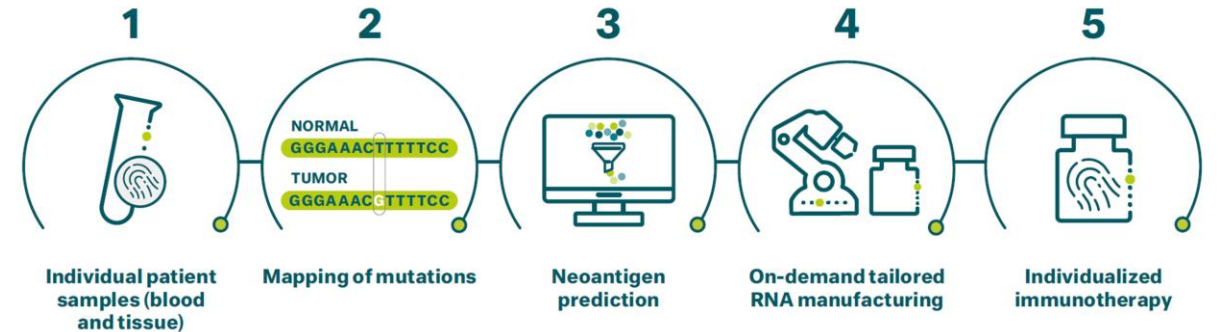 1
2
3
4
5
NORMAL
GGGAAACTTTTTCC
TUMOR
GGGAAACGTTTTCC
Individual patient
samples (blood
and tissue)
Mapping of mutations
Neoantigen
prediction
On-demand tailored
RNA manufacturing
Individualized
immunotherapy